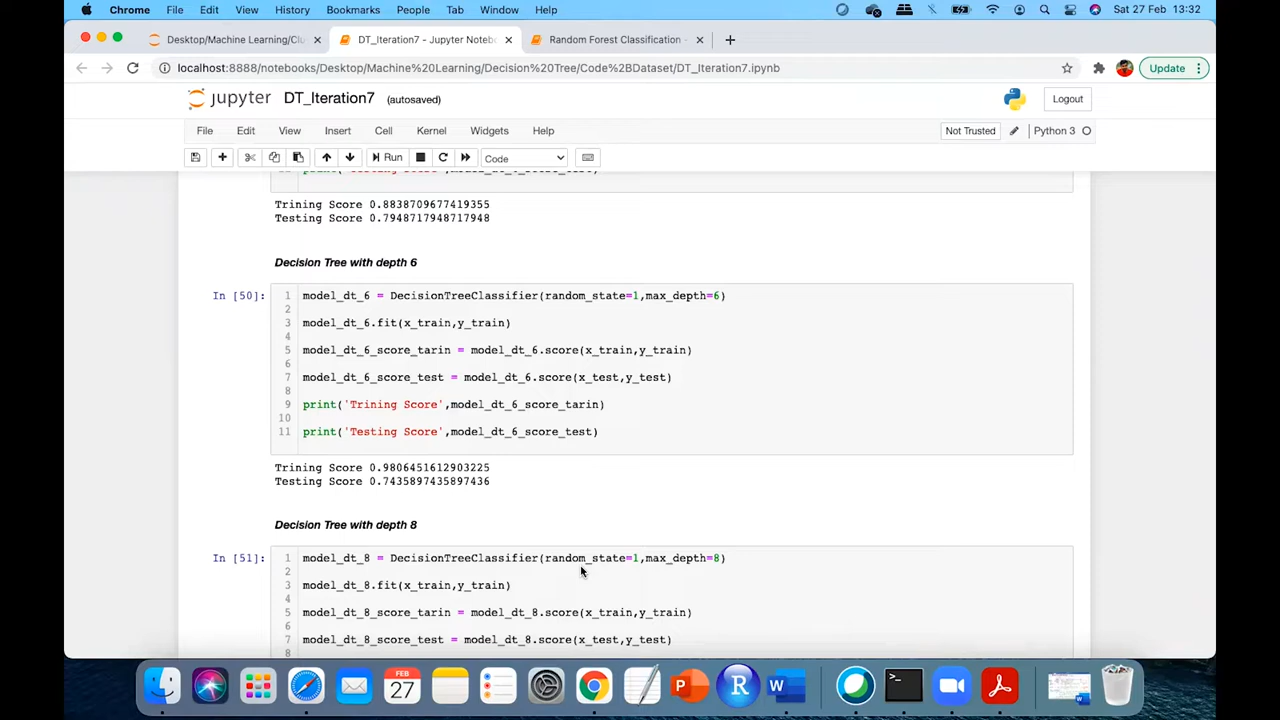 Chrome File Edit View History Bookmarks People Tab Window Help Sat 27 Feb 13:32
Desktop/Machine Learning/Clu DT_Iteration7 - Jupyter Notebo Random Forest Classification -
localhost:8888/notebooks/Desktop/Machine%20Learning/Decision%20Tree/Code%2BDataset/DT_Iteration7.ipynb Update
jupyter DT_Iteration7 (autosaved) Logout
File Edit View Insert Cell Kernel Widgets Help Not Trusted Python 3
Run Code
Trining Score 0.8838709677419355
Testing Score 0.7948717948717948
Decision Tree with depth 6
In [50]: 1 model_dt_6 = DecisionTreeClassifier(random_state=1,max_depth=6)
2
3 model_dt_6.fit(x_train,y_train)
4
5 model_dt_6_score_tarin = model_dt_6.score(x_train,y_train)
6
7 model_dt_6_score_test = model_dt_6.score(x_test,y_test)
8
9 print('Trining Score',model_dt_6_score_tarin)
10
11 print('Testing Score',model_dt_6_score_test)
Trining Score 0.9806451612903225
Testing Score 0.7435897435897436
Decision Tree with depth 8
In [51]: 1 model_dt_8 = DecisionTreeClassifier(random_state=1,max_depth=8)
2
3 model_dt_8.fit(x_train,y_train)
4
5 model_dt_8_score_tarin = model_dt_8.score(x_train,y_train)
6
7 model_dt_8_score_test = model_dt_8.score(x_test,y_test)
8
FEB
27
P R W >_